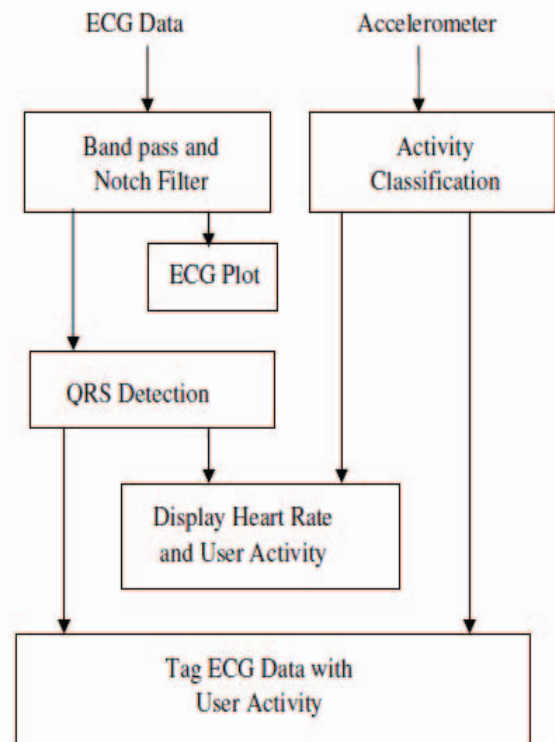 ECG Data
Accelerometer
Band pass and
Notch Filter
Activity
Classification
ECG Plot
QRS Detection
Display Heart Rate
and User Activity
Tag ECG Data with
User Activity